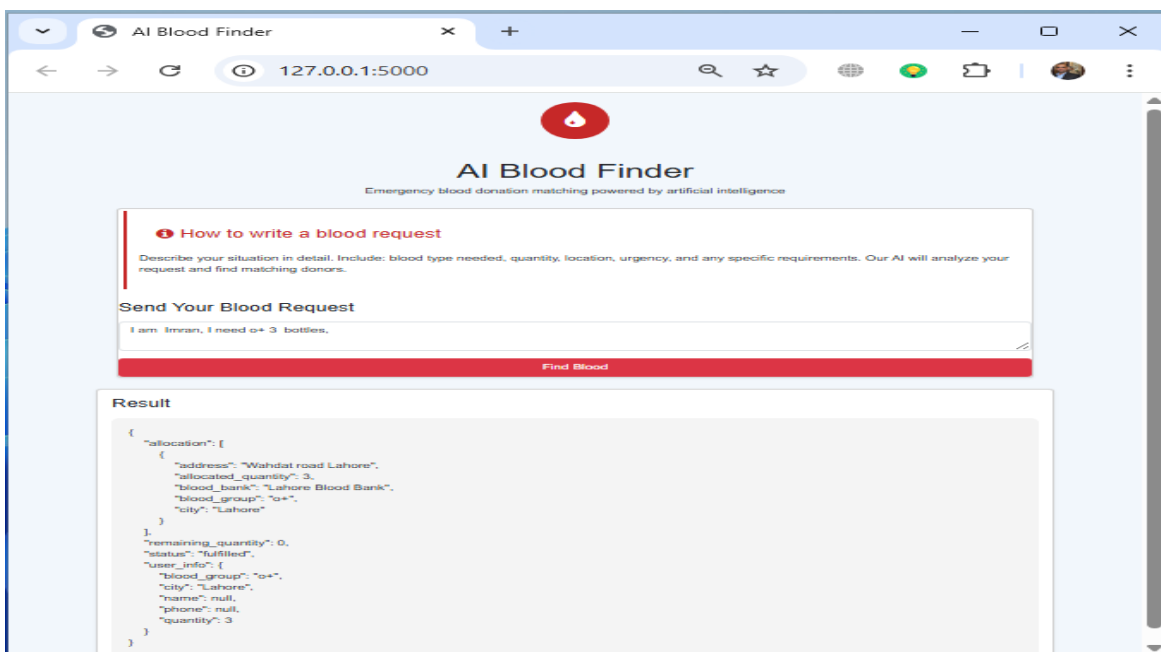 AI Blood Finder
127.0.0.1:5000
AI Blood Finder
Emergency blood donation matching powered by artificial intelligence
How to write a blood request
Describe your situation in detail. Include: blood type needed, quantity, location, urgency, and any specific requirements. Our AI will analyze your
request and find matching donors.
Send Your Blood Request
I am Imran, I need o+ 3 bottles,
Find Blood
Result
{
"allocation": [
{
"address": "Wahdat road Lahore",
"allocated_quantity": 3,
"blood_bank": "Lahore Blood Bank",
"blood_group": "o+",
"city": "Lahore"
}
],
"remaining_quantity": 0,
"status": "fulfilled",
"user_info": {
"blood_group": "o+",
"city": "Lahore",
"name": null,
"phone": null,
"quantity": 3
}
}